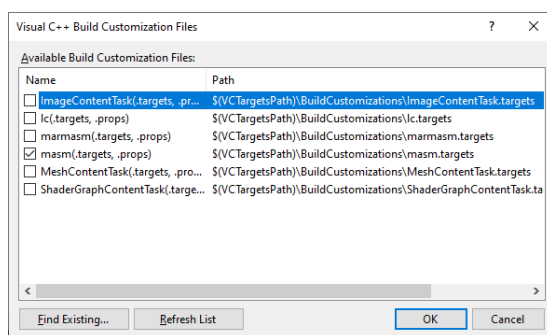 Visual C++ Build Customization Files ? X
Available Build Customization Files:
Name Path
ImageContentTask(.targets, .pr... $(VCTargetsPath)\BuildCustomizations\ImageContentTask.targets
lc(.targets, .props) $(VCTargetsPath)\BuildCustomizations\lc.targets
marmasm(.targets, .props) $(VCTargetsPath)\BuildCustomizations\marmasm.targets
masm(.targets, .props) $(VCTargetsPath)\BuildCustomizations\masm.targets
MeshContentTask(.targets, .pro... $(VCTargetsPath)\BuildCustomizations\MeshContentTask.targets
ShaderGraphContentTask(.targe... $(VCTargetsPath)\BuildCustomizations\ShaderGraphContentTask.ta
Find Existing... Refresh List OK Cancel